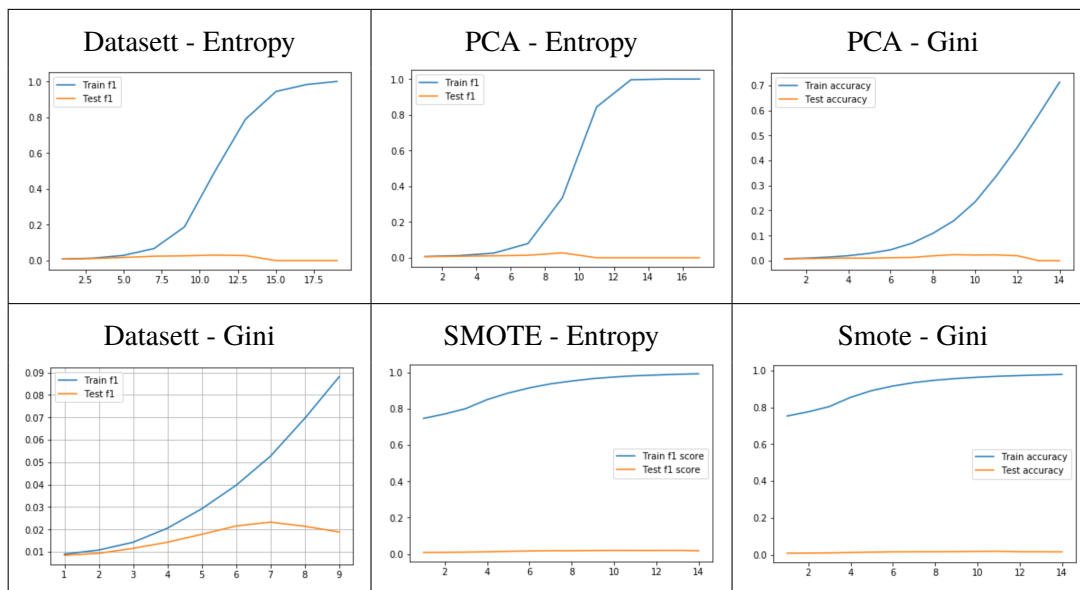 Datasett - Entropy
Train f1
Test f1
1.0
0.8
0.6
0.4
0.2
0.0
2.5 5.0 7.5 10.0 12.5 15.0 17.5
PCA - Entropy
Train f1
Test f1
1.0
0.8
0.6
0.4
0.2
0.0
2 4 6 8 10 12 14 16
PCA - Gini
Train accuracy
Test accuracy
0.7
0.6
0.5
0.4
0.3
0.2
0.1
0.0
2 4 6 8 10 12 14
Datasett - Gini
Train f1
Test f1
0.09
0.08
0.07
0.06
0.05
0.04
0.03
0.02
0.01
1 2 3 4 5 6 7 8 9
SMOTE - Entropy
1.0
0.8
0.6
0.4
0.2
0.0
Train f1 score
Test f1 score
2 4 6 8 10 12 14
Smote - Gini
1.0
0.8
0.6
0.4
0.2
0.0
Train accuracy
Test accuracy
2 4 6 8 10 12 14